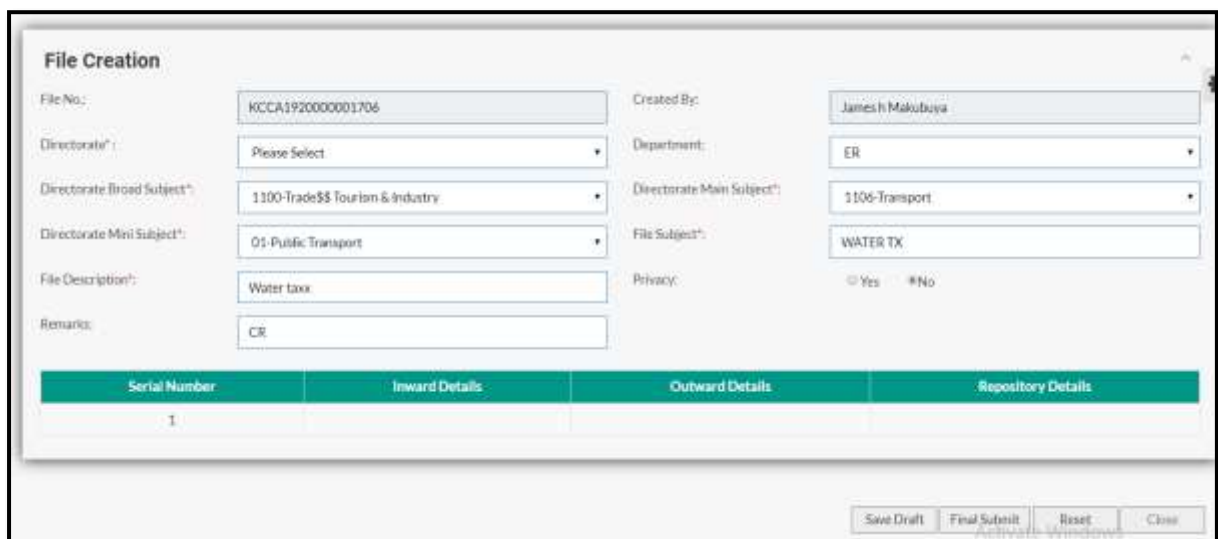 File Creation
File No.: KCCA1920000001706 Created By: James h Makubuya
Directorate*: Please Select Department: ER
Directorate Broad Subject*: 1100-Trade$$ Tourism & Industry Directorate Main Subject*: 1106-Transport
Directorate Mini Subject*: 01-Public Transport File Subject*: WATER TX
File Description*: Water taxx Privacy: Yes No
Remarks: CR
Serial Number Inward Details Outward Details Repository Details
1
Save Draft Final Submit Reset Close
Activate Windows